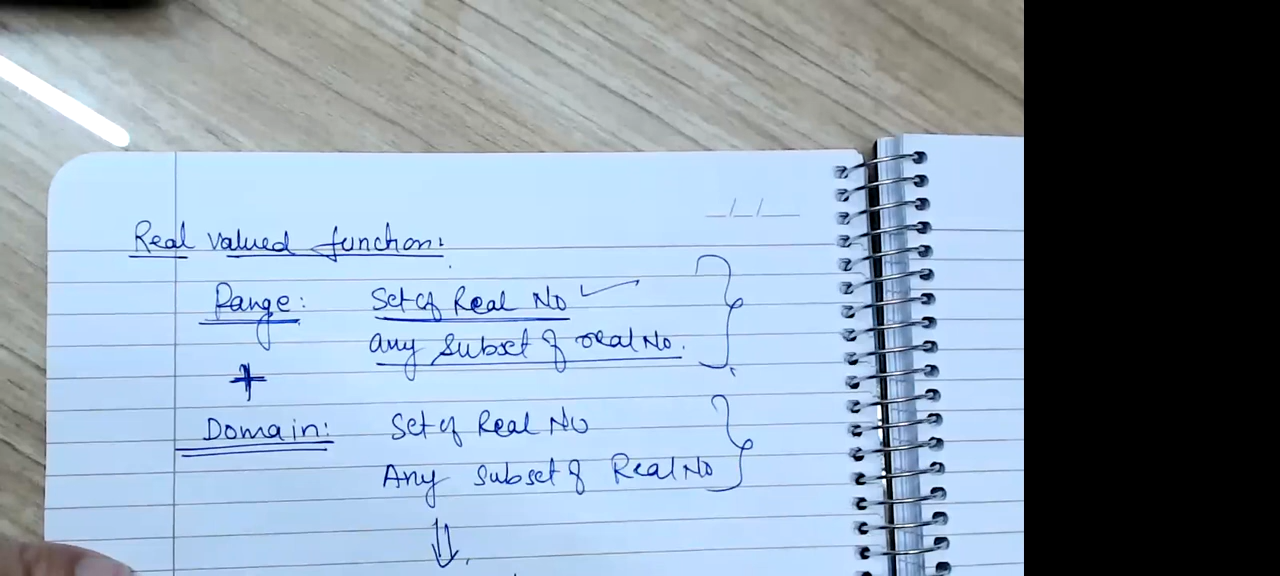 Real valued function:
_/_/_
Range: Set of Real No
any subset of real No.
+
Domain: Set of Real No
Any subset of Real No